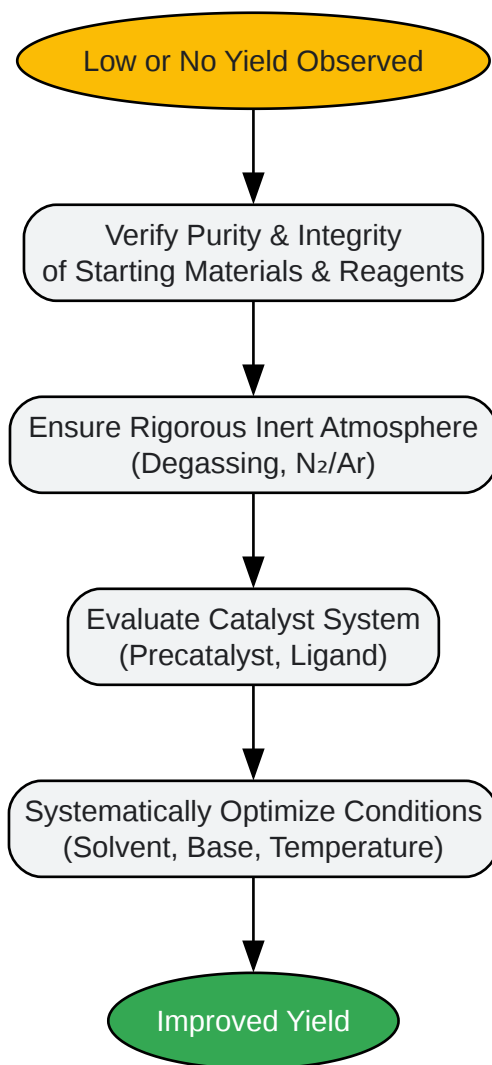 Low or No Yield Observed
Verify Purity & Integrity
of Starting Materials & Reagents
Ensure Rigorous Inert Atmosphere
(Degassing, N₂/Ar)
Evaluate Catalyst System
(Precatalyst, Ligand)
Systematically Optimize Conditions
(Solvent, Base, Temperature)
Improved Yield